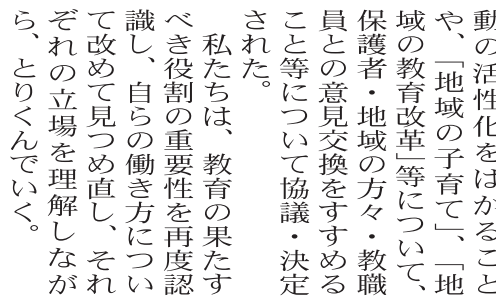 動の活性化をはかること
や、「地域の子育て」、「地
域の教育改革」等について、
保護者・地域の方々・教職
員との意見交換をすすめる
こと等について協議・決定
された。
私たちは、教育の果たす
べき役割の重要性を再度認
識し、自らの働き方につい
て改めて見つめ直し、それ
ぞれの立場を理解しなが
ら、とりくんでいく。